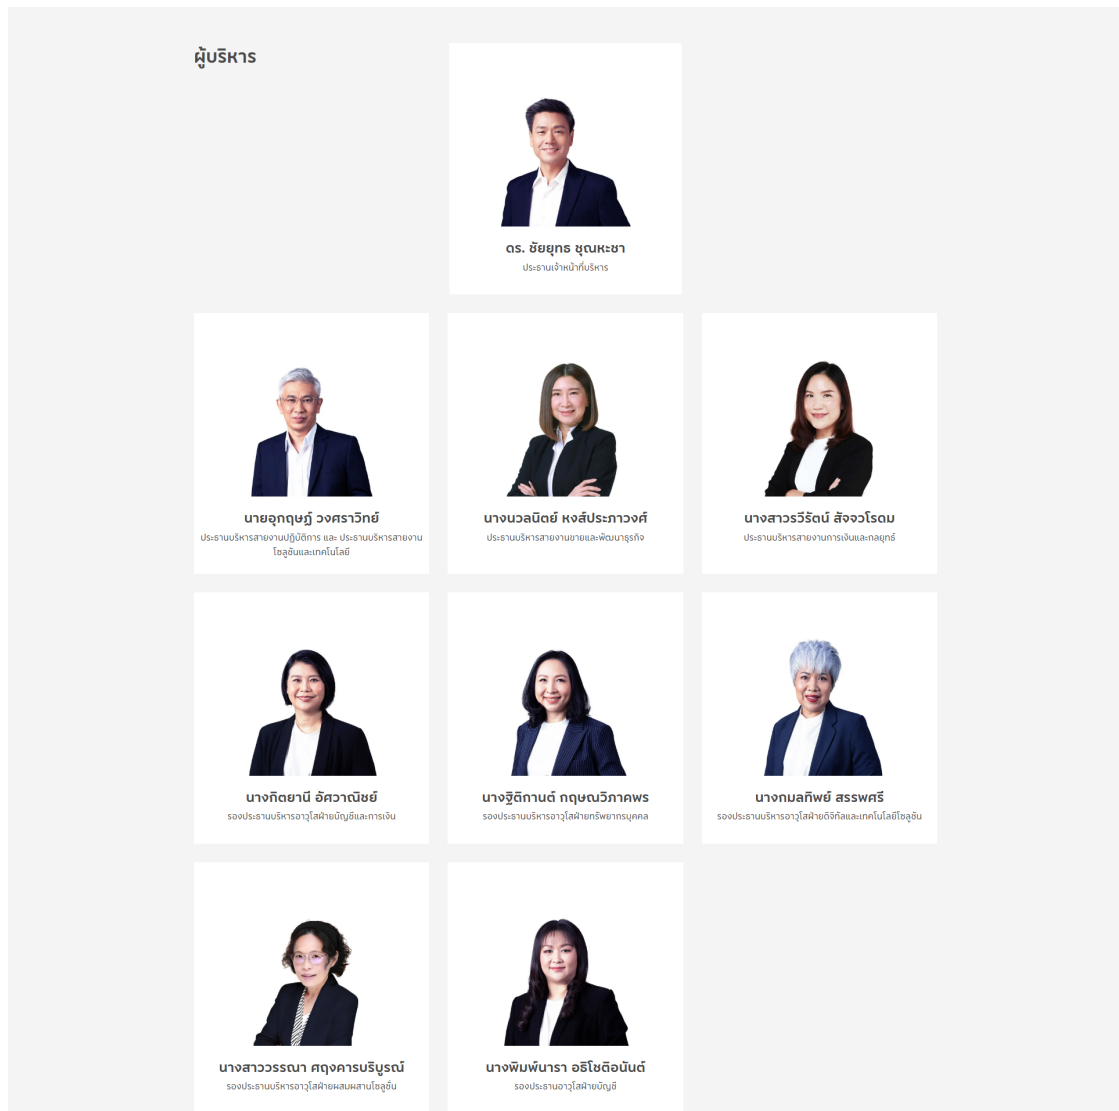 ผู้บริหาร
ดร. ชัยยุทธ ชุณหะชา
ประธานเจ้าหน้าที่บริหาร
นายอุกฤษฏ์ วงศราวิทย์
ประธานบริหารสายงานปฏิบัติการ และ ประธานบริหารสายงาน
โซลูชันและเทคโนโลยี
นางนวลนิตย์ หงส์ประภาวงศ์
ประธานบริหารสายงานขายและพัฒนาธุรกิจ
นางสาวรวีรัตน์ สัจจวโรดม
ประธานบริหารสายงานการเงินและกลยุทธ์
นางกิตยานี อัศวาณิชย์
รองประธานบริหารอาวุโสฝ่ายบัญชีและการเงิน
นางฐิติกานต์ กฤษณวิภาคพร
รองประธานบริหารอาวุโสฝ่ายทรัพยากรบุคคล
นางกมลทิพย์ สรรพศรี
รองประธานบริหารอาวุโสฝ่ายดิจิทัลและเทคโนโลยีโซลูชัน
นางสาววรรณา ศฤงคารบริบูรณ์
รองประธานบริหารอาวุโสฝ่ายผสมผสานโซลูชั่น
นางพิมพ์นารา อธิโชติอนันต์
รองประธานอาวุโสฝ่ายบัญชี